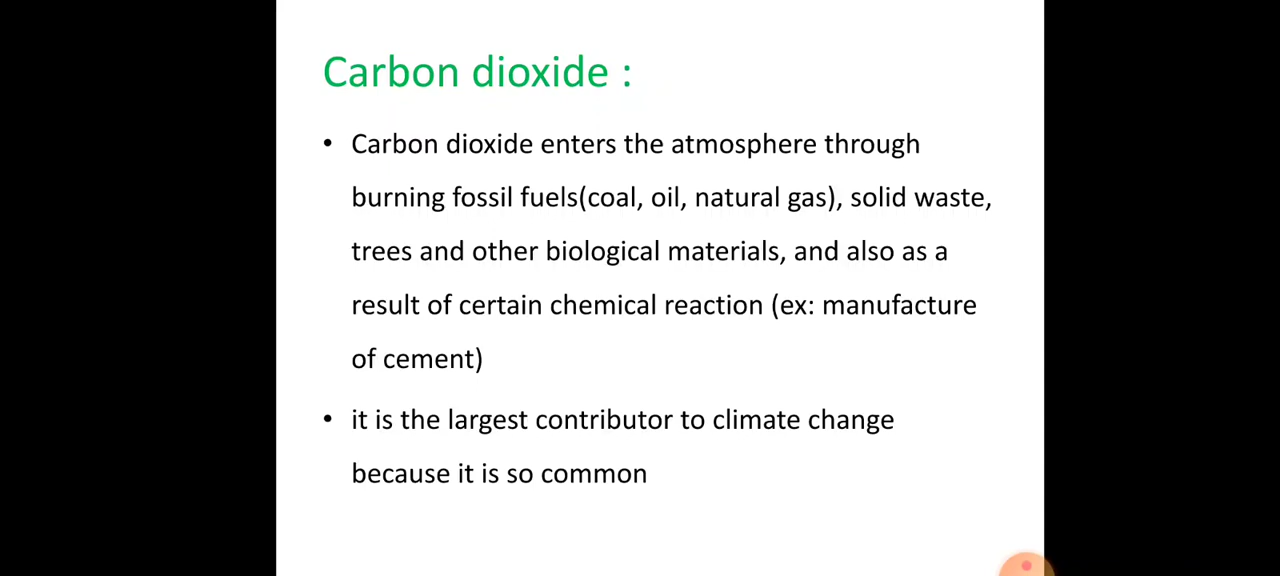 Carbon dioxide :
• Carbon dioxide enters the atmosphere through
burning fossil fuels(coal, oil, natural gas), solid waste,
trees and other biological materials, and also as a
result of certain chemical reaction (ex: manufacture
of cement)
• it is the largest contributor to climate change
because it is so common